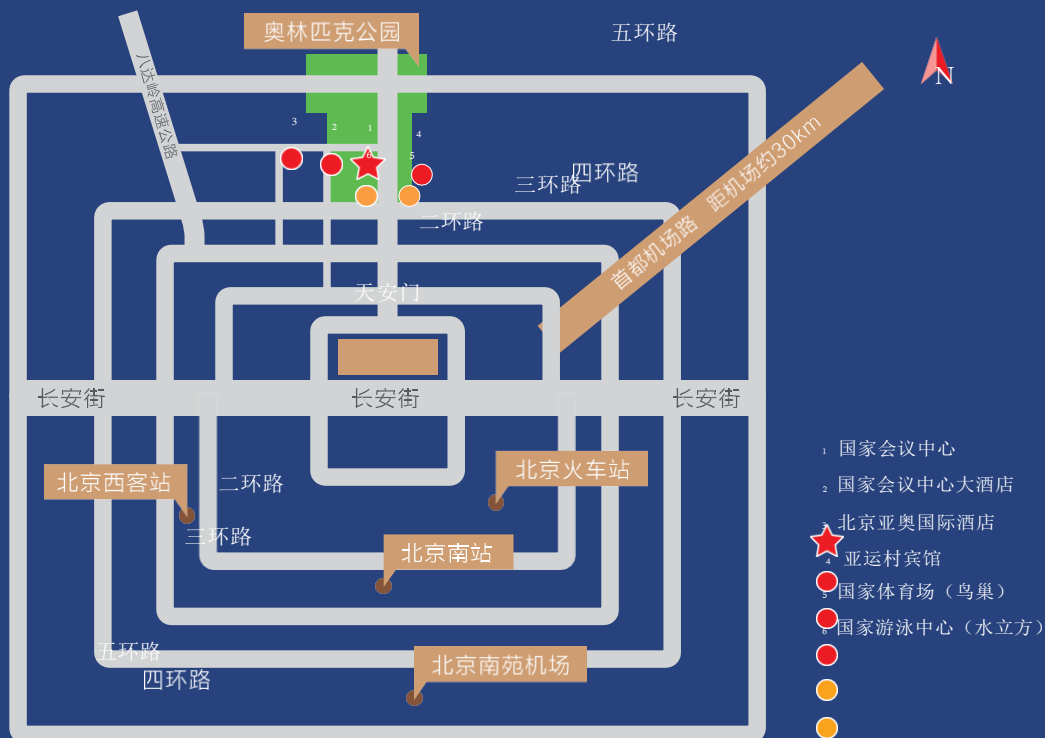 奥林匹克公园
五环路
N
八达岭高速公路
3
2
1
4
6
5
四环路
三环路
二环路
首都机场路 距机场约30km
天安门
长安街
长安街
长安街
1 国家会议中心
北京西客站
二环路
北京火车站
2 国家会议中心大酒店
3 北京亚奥国际酒店
三环路
北京南站
4 亚运村宾馆
5 国家体育场（鸟巢）
6 国家游泳中心（水立方）
五环路
四环路
北京南苑机场